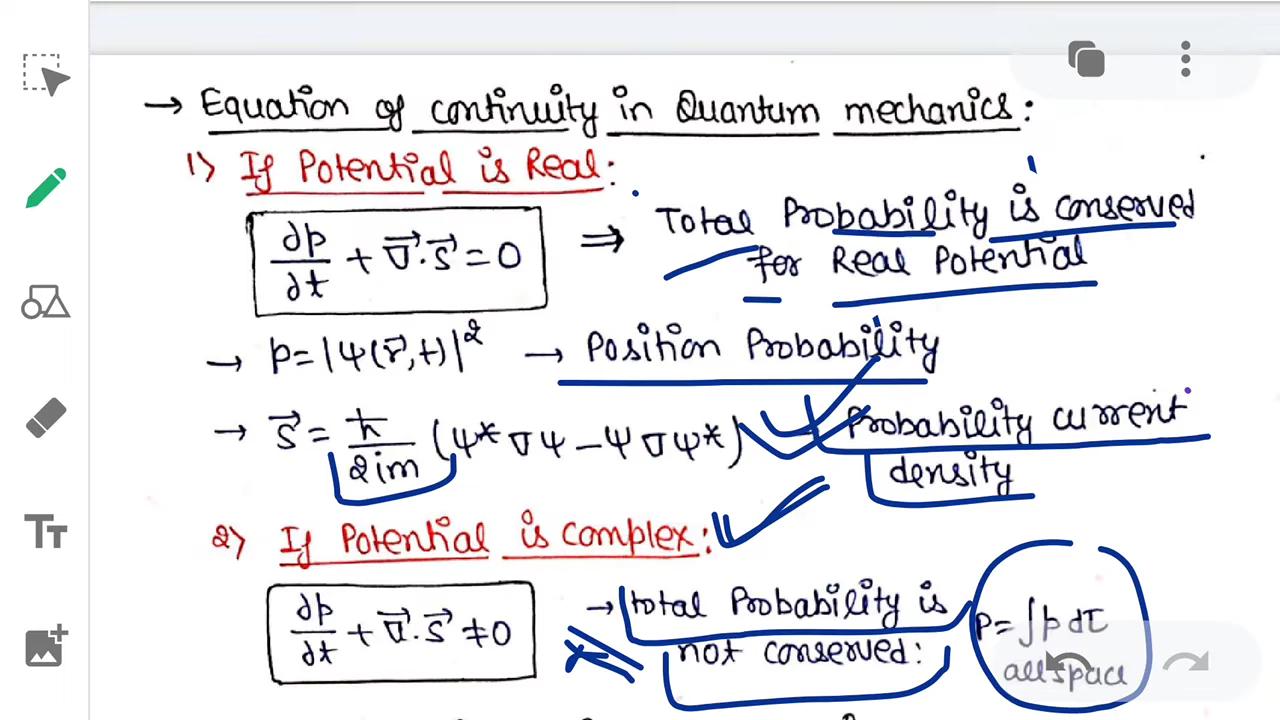 → Equation of continuity in Quantum mechanics:
1) If Potential is Real:
∂p/∂t + ∇⃗·S⃗ = 0 ⇒ Total Probability is conserved
for Real Potential
→ p = |Ψ(r⃗,t)|² → Position Probability
→ S⃗ = ħ/2im (Ψ* ∇Ψ − Ψ ∇Ψ*) → Probability current
density
2) If Potential is Complex:
∂p/∂t + ∇⃗·S⃗ ≠ 0 → total Probability is
not conserved:
P = ∫p dτ
all space
TT